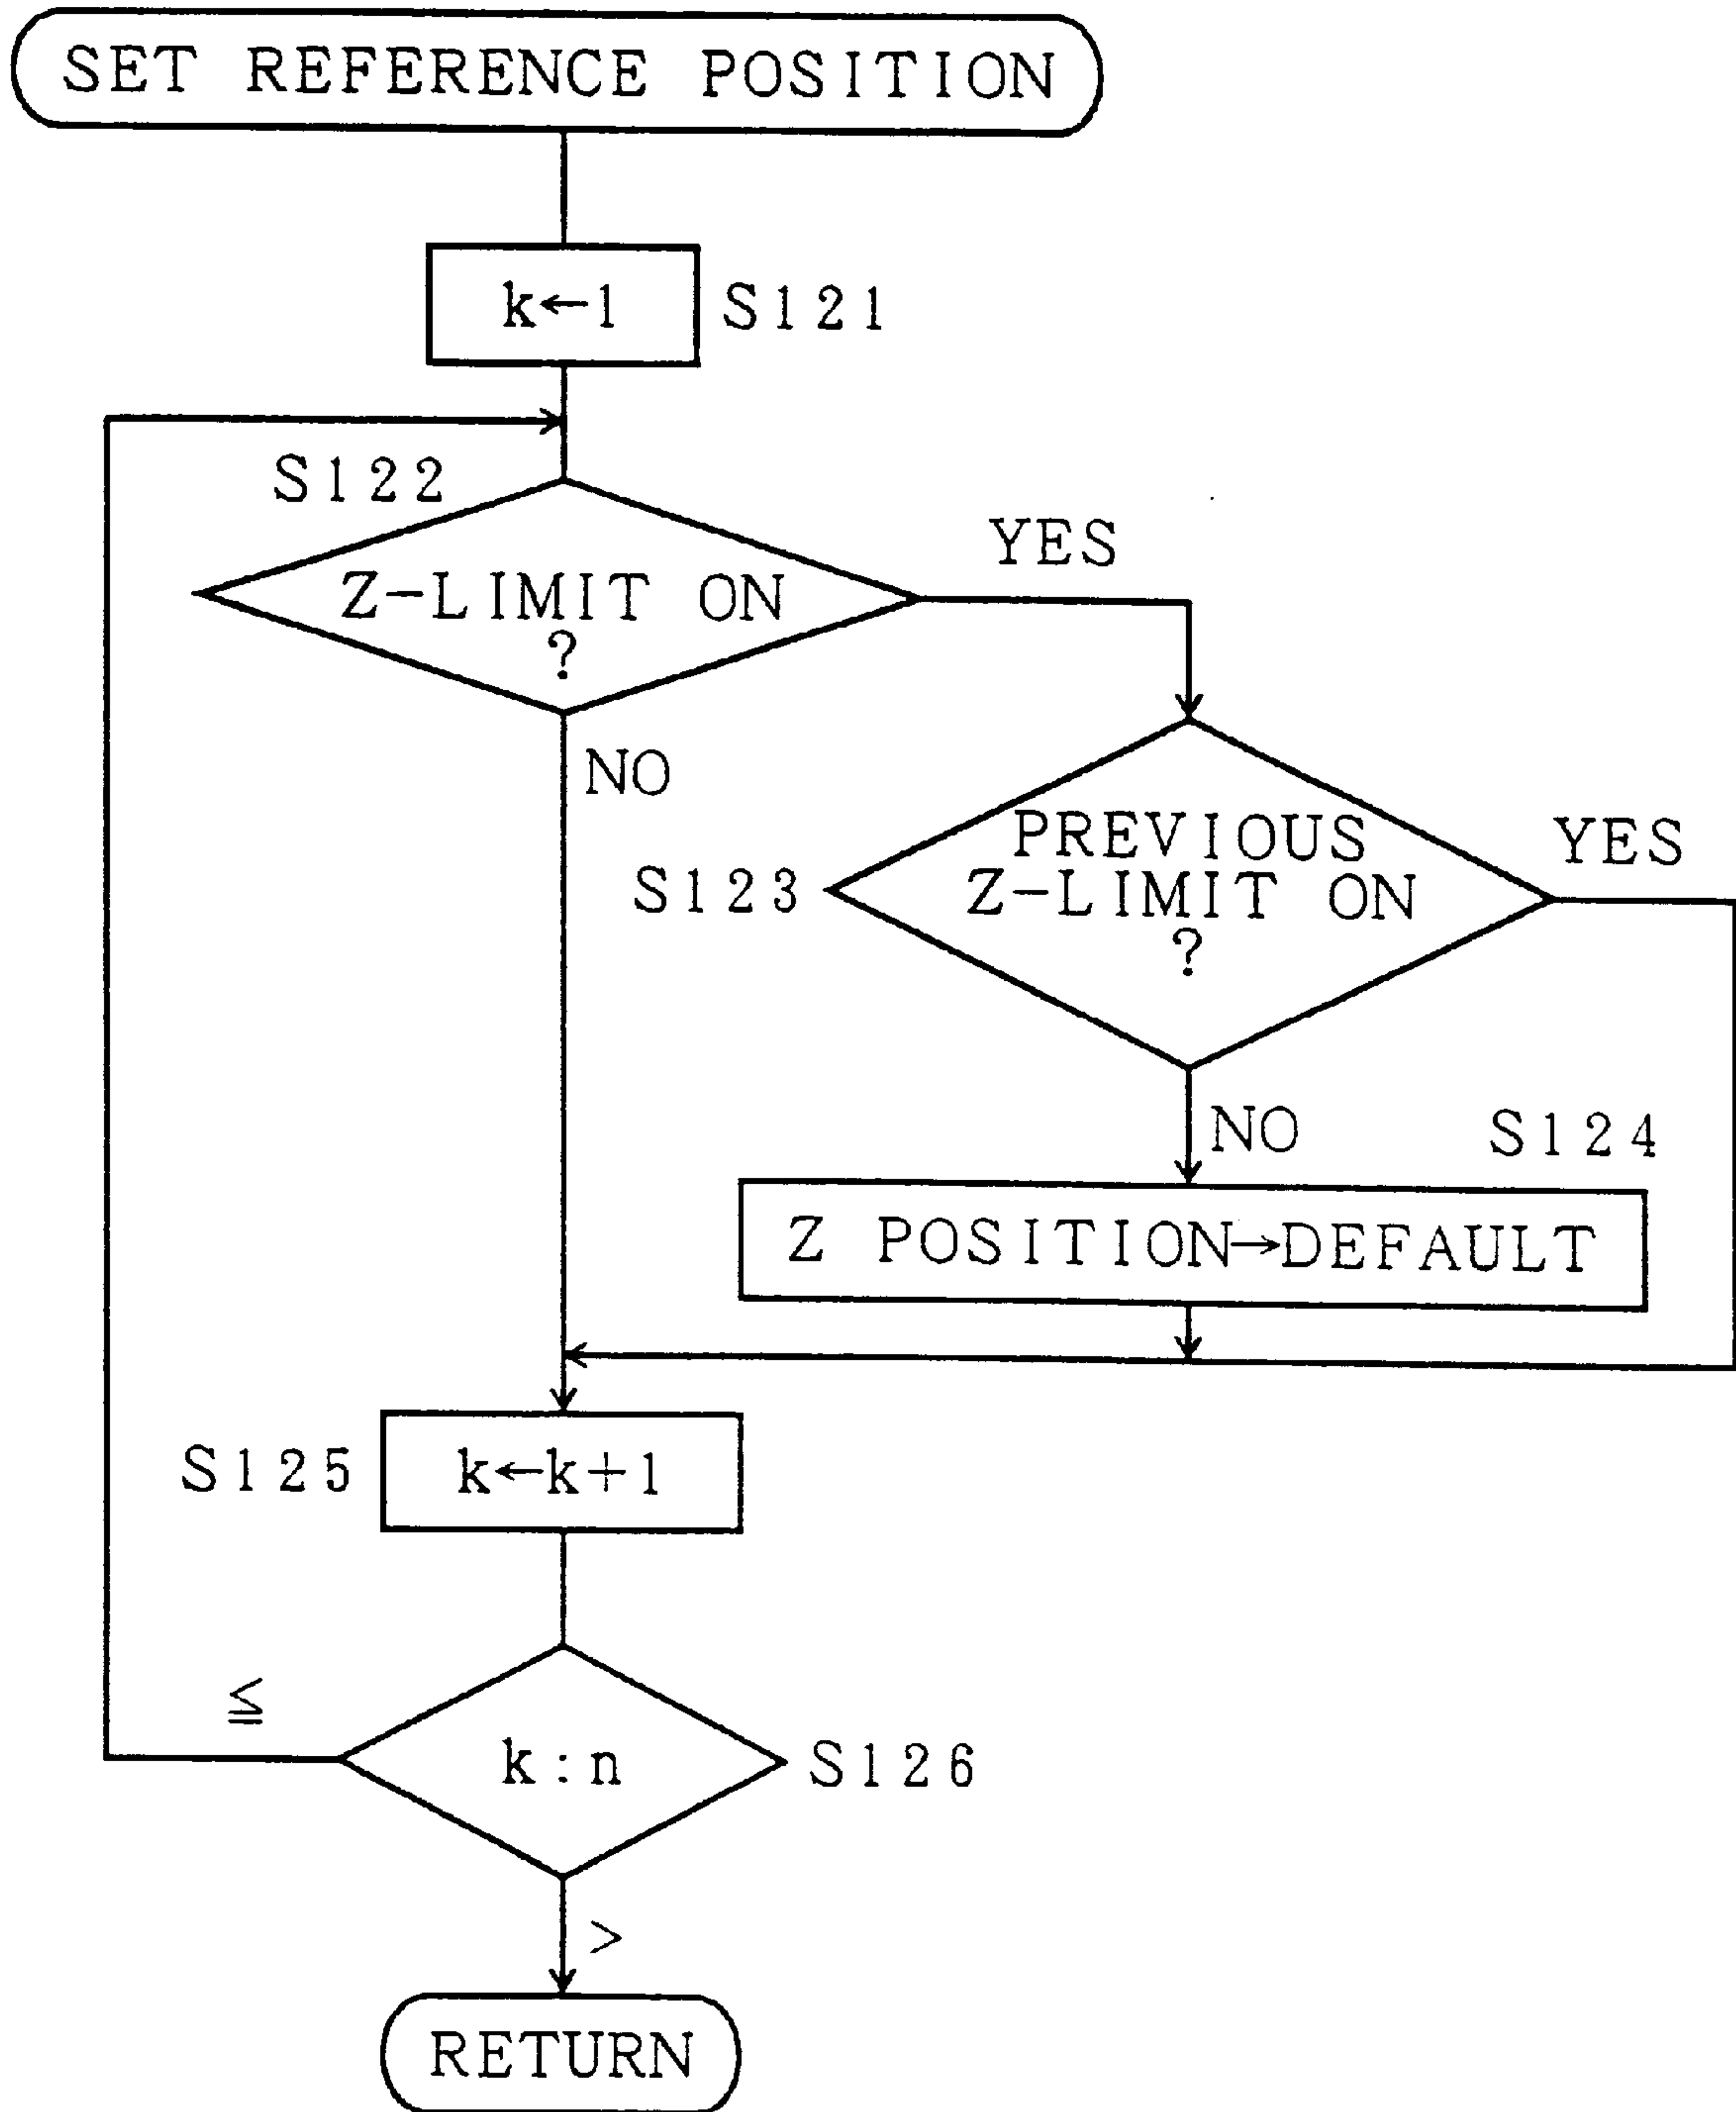 SET REFERENCE POSITION
k←1 S121
S122
YES
Z-LIMIT ON
?
NO
PREVIOUS
YES
S123
Z-LIMIT ON
?
NO
S124
Z POSITION→DEFAULT
S125
k←k+1
≦
k:n
S126
>
RETURN